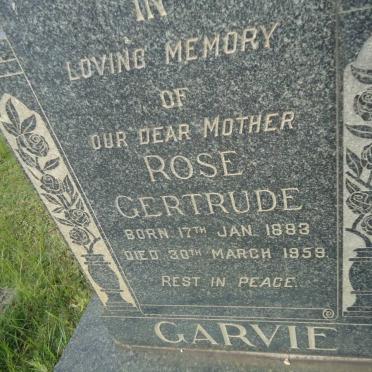 IN
LOVING MEMORY
OF
OUR DEAR MOTHER
ROSE
GERTRUDE
BORN 17TH JAN. 1883
DIED 30TH MARCH 1959.
REST IN PEACE.
GARVIE